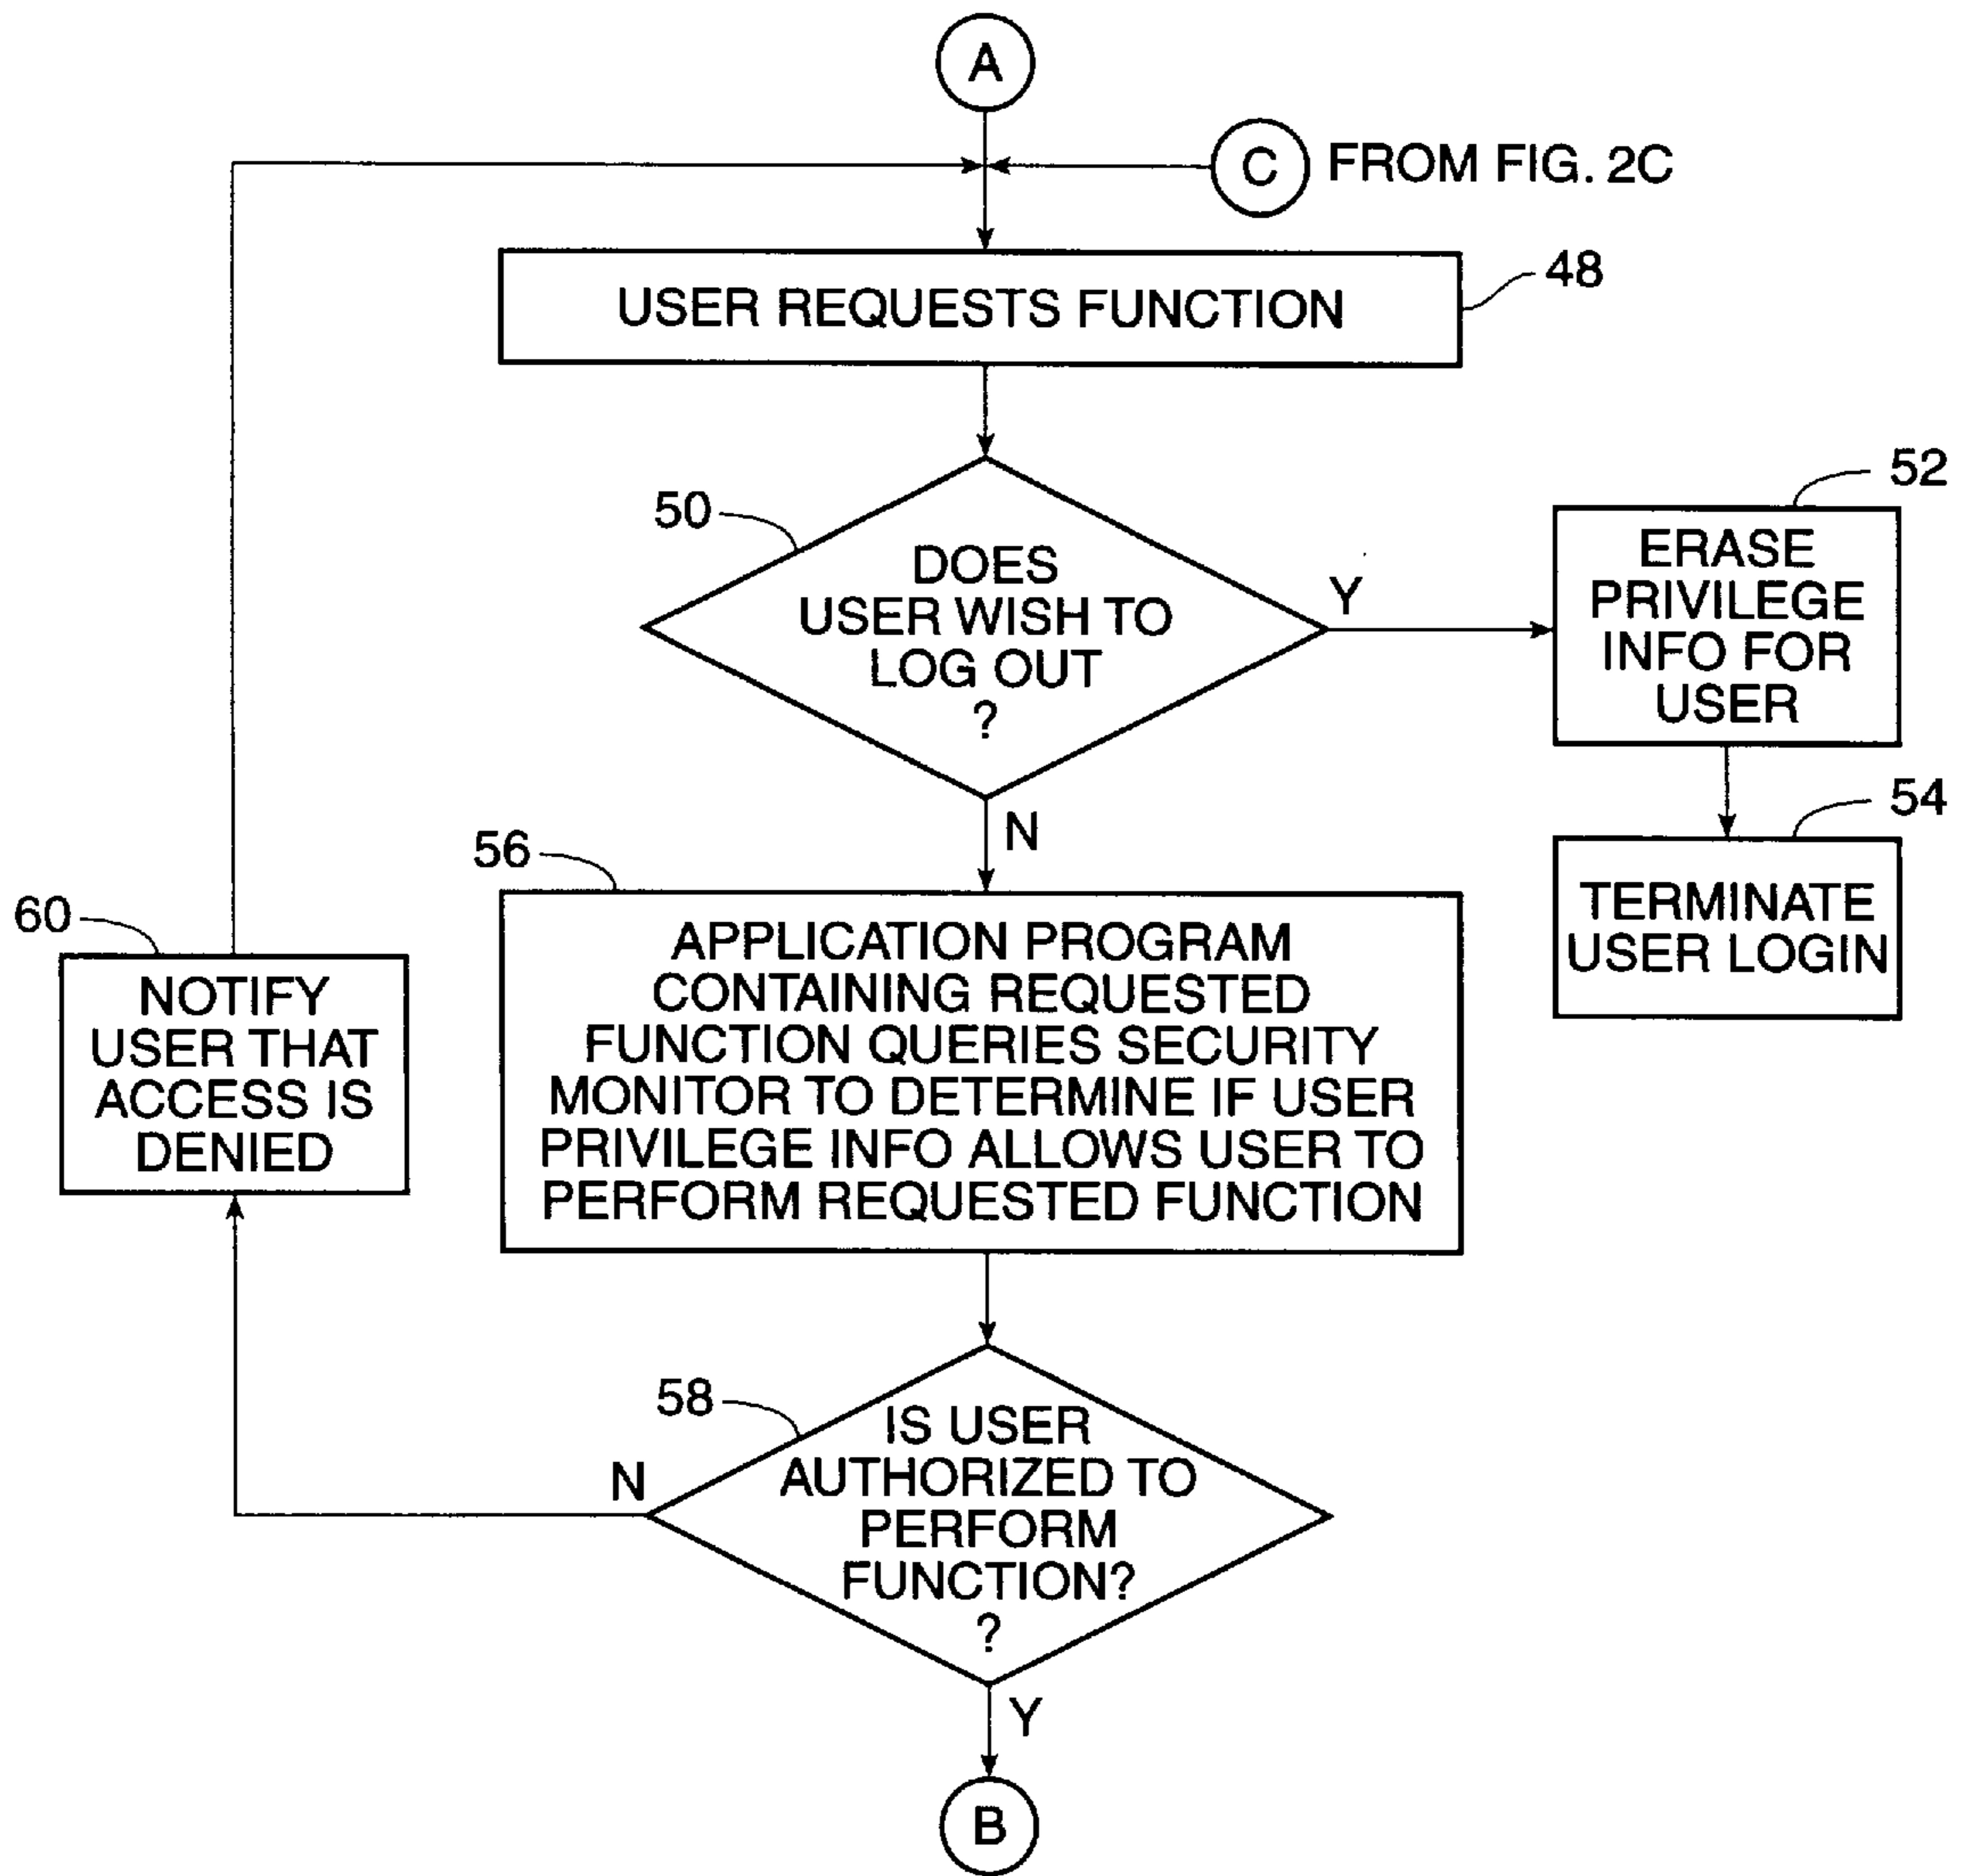 A
C FROM FIG. 2C
USER REQUESTS FUNCTION
48
50
DOES
USER WISH TO
LOG OUT
?
Y
N
52
ERASE
PRIVILEGE
INFO FOR
USER
54
TERMINATE
USER LOGIN
56
APPLICATION PROGRAM
CONTAINING REQUESTED
FUNCTION QUERIES SECURITY
MONITOR TO DETERMINE IF USER
PRIVILEGE INFO ALLOWS USER TO
PERFORM REQUESTED FUNCTION
60
NOTIFY
USER THAT
ACCESS IS
DENIED
58
IS USER
AUTHORIZED TO
PERFORM
FUNCTION?
?
N
Y
B